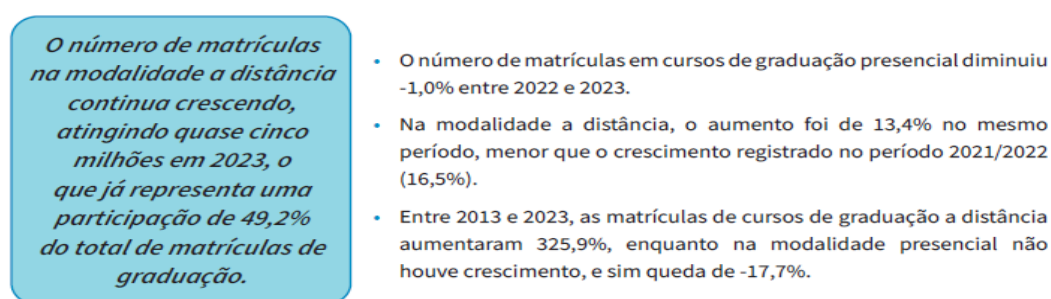 O número de matrículas
na modalidade a distância
continua crescendo,
atingindo quase cinco
milhões em 2023, o
que já representa uma
participação de 49,2%
do total de matrículas de
graduação.
• O número de matrículas em cursos de graduação presencial diminuiu
-1,0% entre 2022 e 2023.
• Na modalidade a distância, o aumento foi de 13,4% no mesmo
período, menor que o crescimento registrado no período 2021/2022
(16,5%).
• Entre 2013 e 2023, as matrículas de cursos de graduação a distância
aumentaram 325,9%, enquanto na modalidade presencial não
houve crescimento, e sim queda de -17,7%.